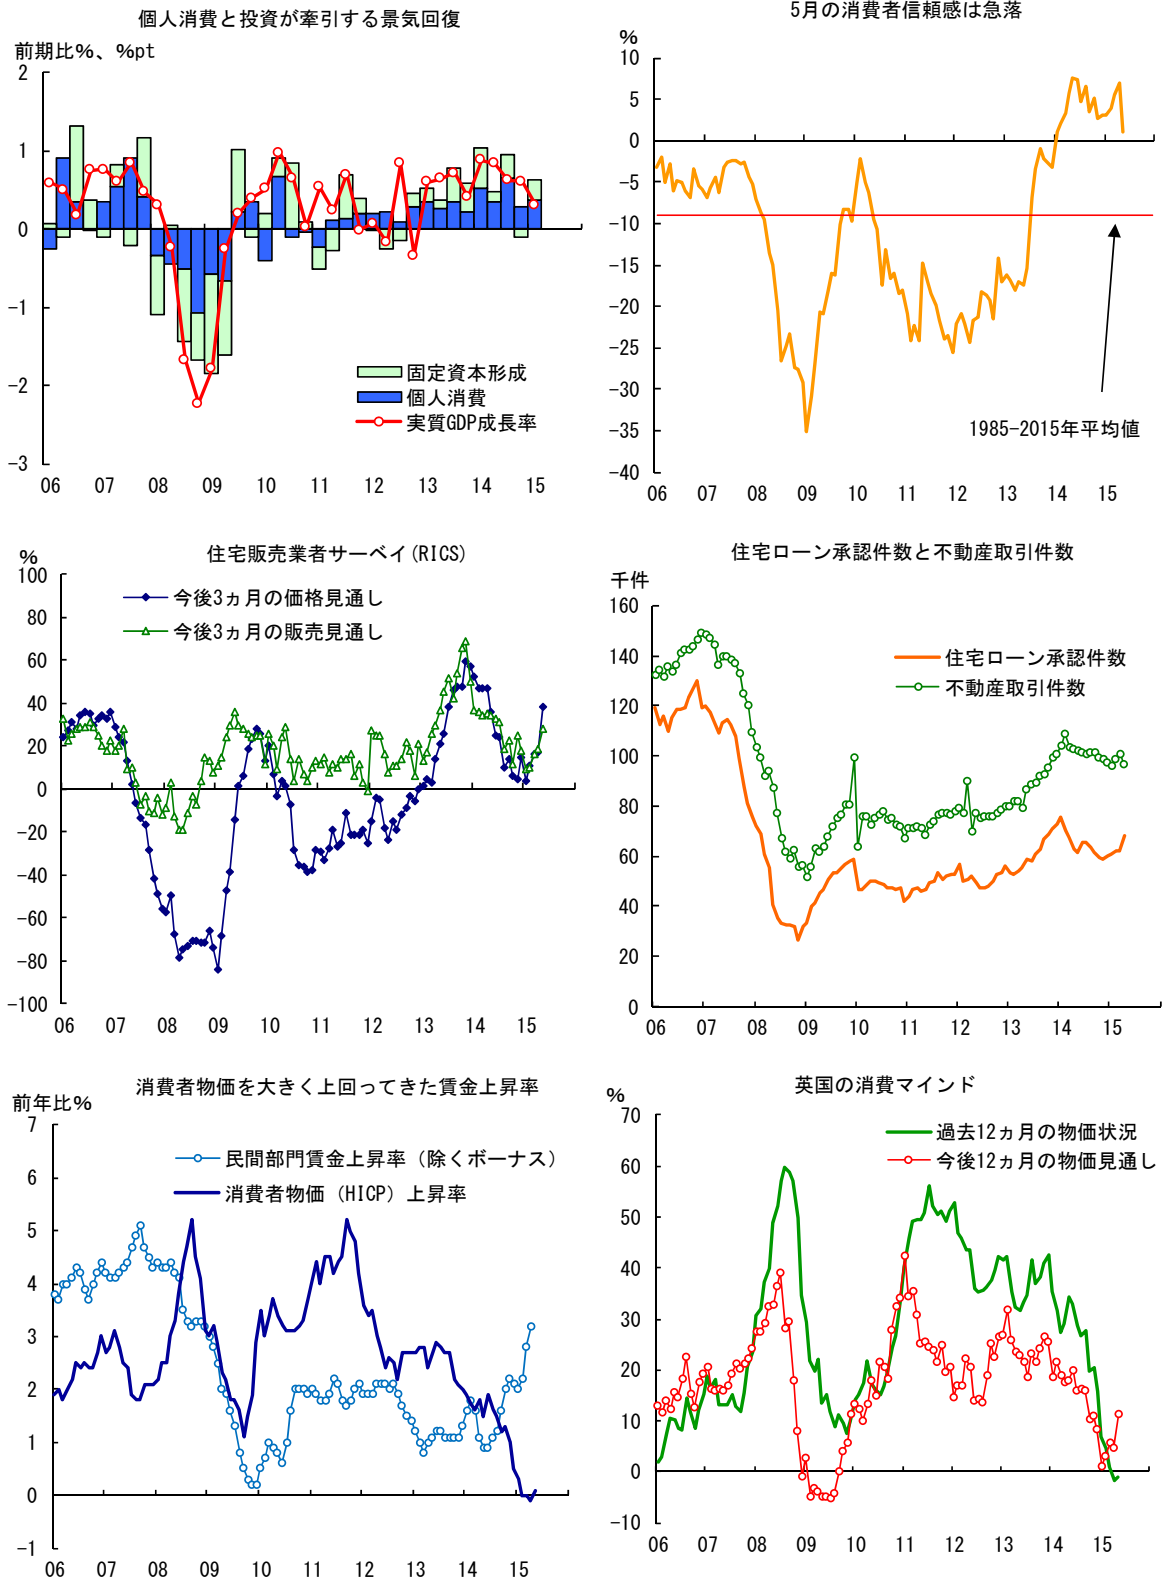 個人消費と投資が牽引する景気回復
前期比%、%pt
2
1
0
-1
-2
-3
固定資本形成
個人消費
実質GDP成長率
06 07 08 09 10 11 12 13 14 15
5月の消費者信頼感は急落
%
10
5
0
-5
-10
-15
-20
-25
-30
-35
-40
1985-2015年平均値
06 07 08 09 10 11 12 13 14 15
住宅販売業者サーベイ(RICS)
%
100
80
60
40
20
0
-20
-40
-60
-80
-100
今後3ヵ月の価格見通し
今後3ヵ月の販売見通し
06 07 08 09 10 11 12 13 14 15
住宅ローン承認件数と不動産取引件数
千件
160
140
120
100
80
60
40
20
0
住宅ローン承認件数
不動産取引件数
06 07 08 09 10 11 12 13 14 15
消費者物価を大きく上回ってきた賃金上昇率
前年比%
7
6
5
4
3
2
1
0
-1
民間部門賃金上昇率（除くボーナス）
消費者物価（HICP）上昇率
06 07 08 09 10 11 12 13 14 15
英国の消費マインド
%
70
60
50
40
30
20
10
0
-10
過去12ヵ月の物価状況
今後12ヵ月の物価見通し
06 07 08 09 10 11 12 13 14 15